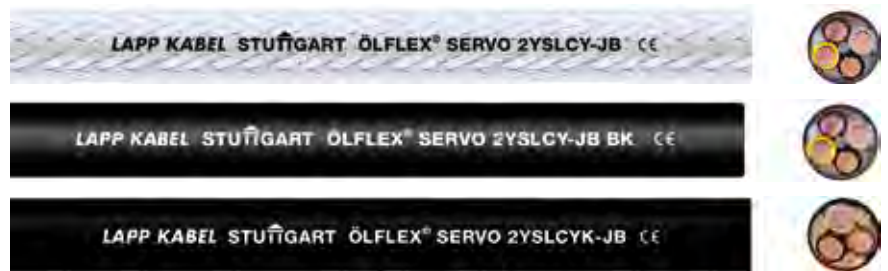 LAPP KABEL STUTTGART ÖLFLEX® SERVO 2YSLCY-JB CE
LAPP KABEL STUTTGART ÖLFLEX® SERVO 2YSLCY-JB BK CE
LAPP KABEL STUTTGART ÖLFLEX® SERVO 2YSLCYK-JB CE